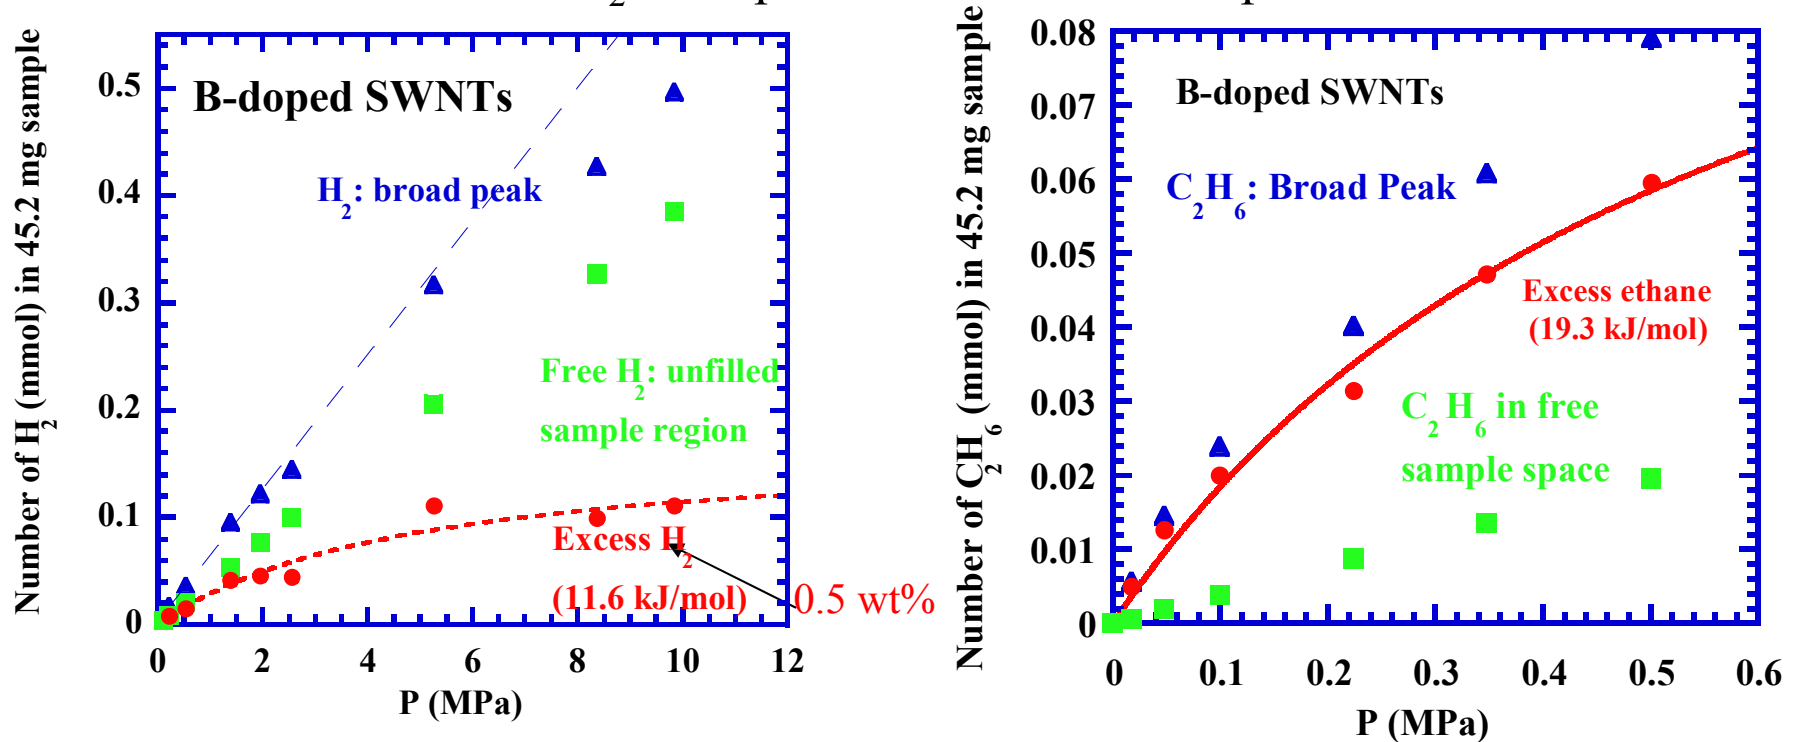 Number of H2 (mmol) in 45.2 mg sample
0.5
0.4
0.3
0.2
0.1
0
B-doped SWNTs
H2: broad peak
Free H2: unfilled
sample region
Excess H2
(11.6 kJ/mol)
0.5 wt%
0 2 4 6 8 10 12
P (MPa)
Number of CH6 (mmol) in 45.2 mg sample
2
0.08
0.07
0.06
0.05
0.04
0.03
0.02
0.01
0
B-doped SWNTs
C2H6: Broad Peak
Excess ethane
(19.3 kJ/mol)
C2H6 in free
sample space
0 0.1 0.2 0.3 0.4 0.5 0.6
P (MPa)